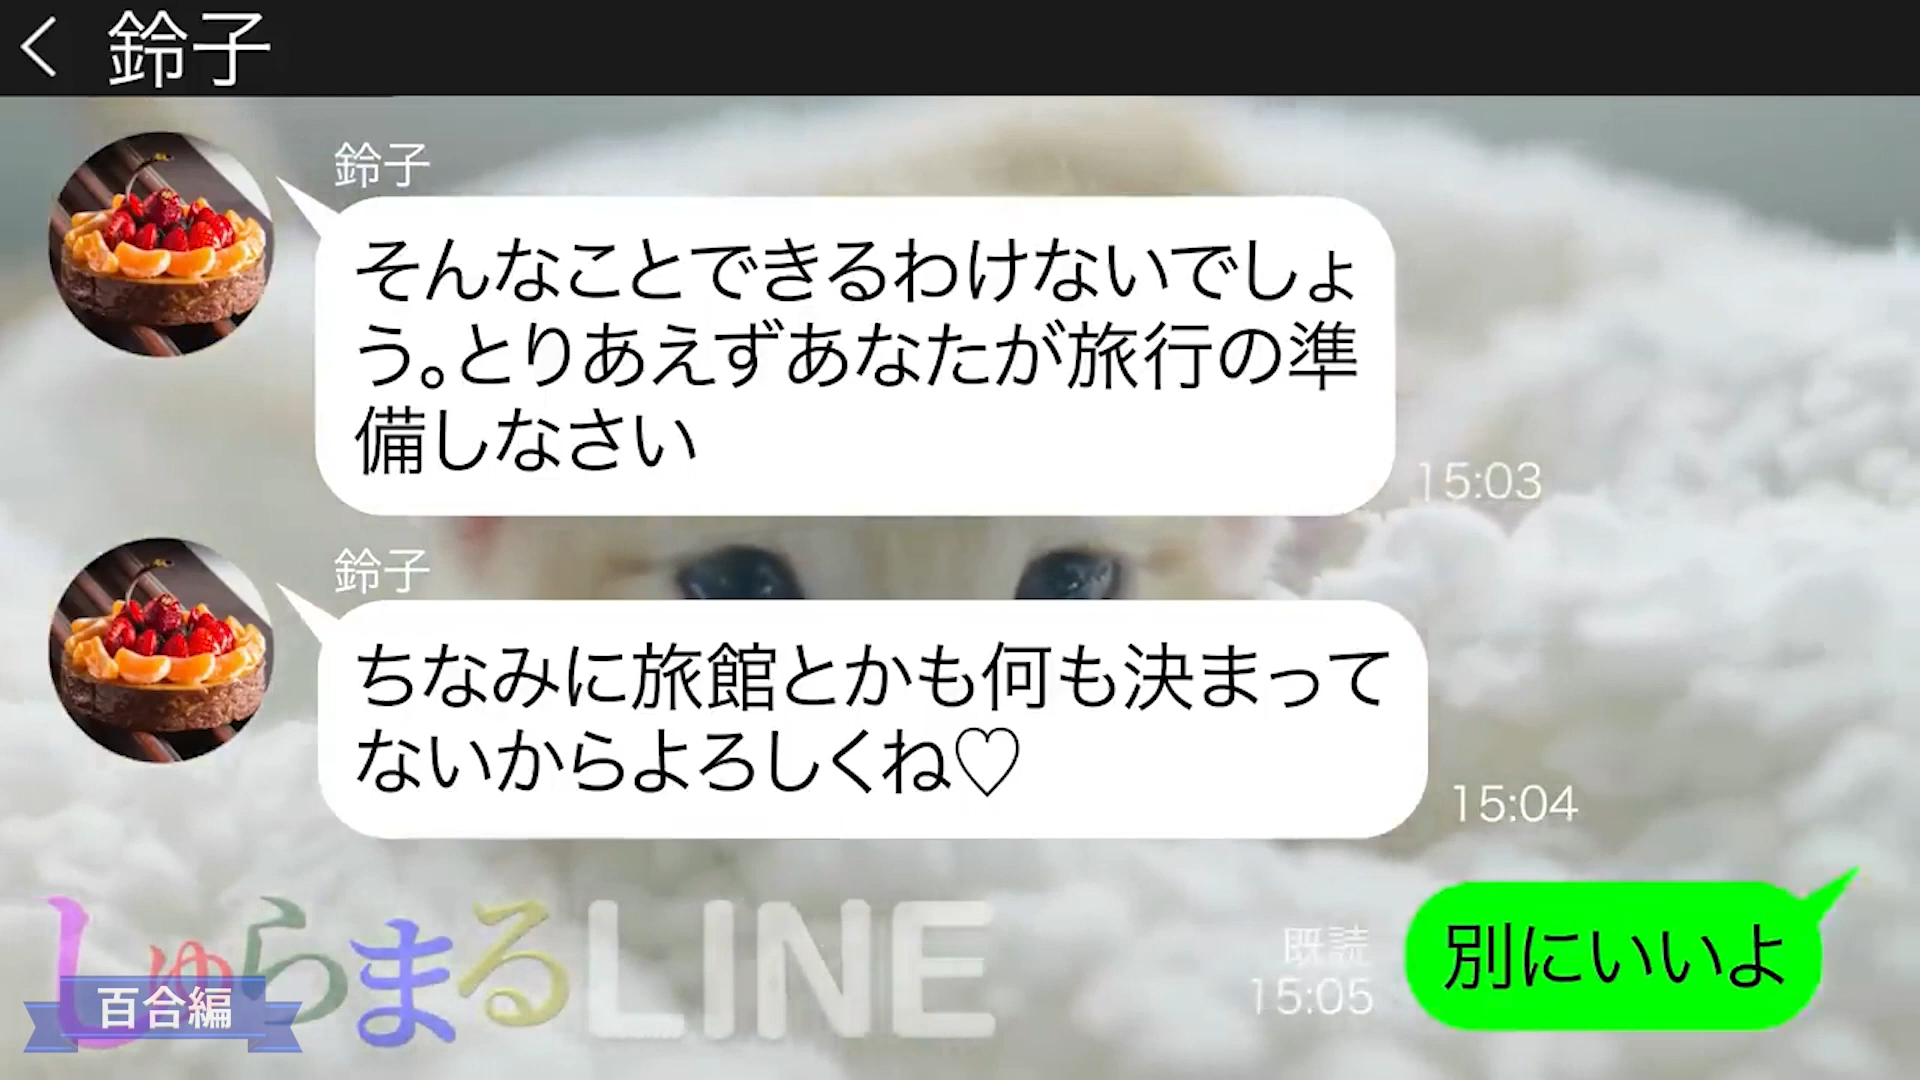 鈴子
鈴子
そんなことできるわけないでしょ
う。とりあえずあなたが旅行の準
備しなさい
15:03
鈴子
ちなみに旅館とかも何も決まって
ないからよろしくね♡
15:04
別にいいよ
既読
15:05
しゅらまるLINE
百合編